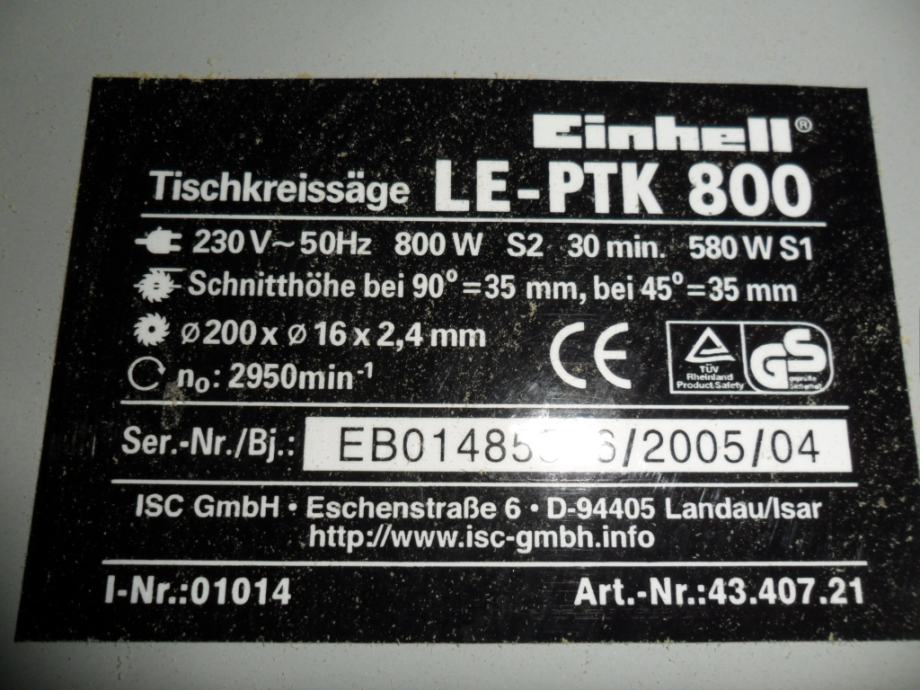 Einhell®
Tischkreissäge LE-PTK 800
230 V~ 50Hz 800 W S2 30 min. 580 W S1
Schnitthöhe bei 90°=35 mm, bei 45°=35 mm
ø200 x ø 16 x 2,4 mm
CE
TÜV
Rheinland
Product Safety
GS
geprüfte
Sicherheit
n₀: 2950min⁻¹
Ser.-Nr./Bj.:
ISC GmbH • Eschenstraße 6 • D-94405 Landau/Isar
http://www.isc-gmbh.info
I-Nr.:01014 Art.-Nr.:43.407.21